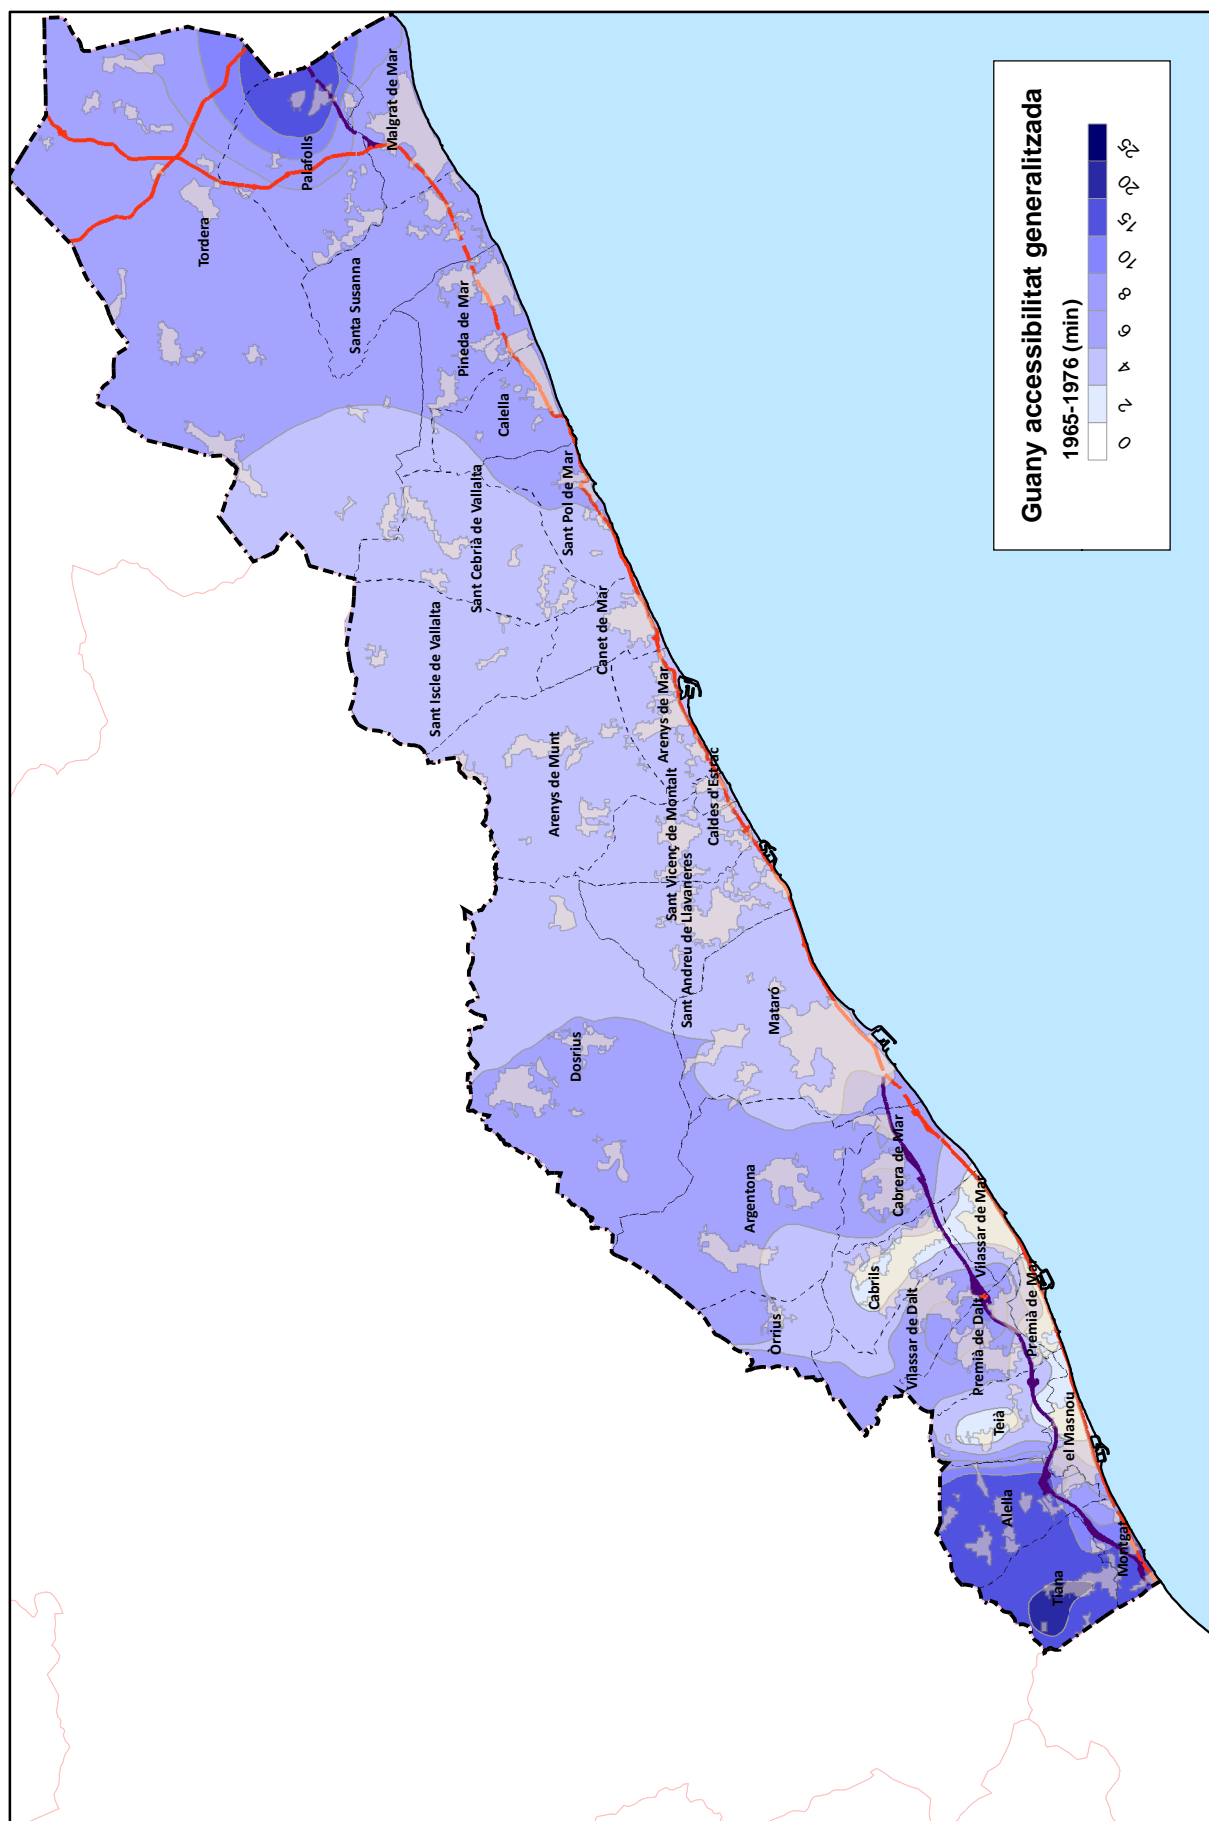 Tordera
Palafolls
Malgrat de Mar
Santa Susanna
Pineda de Mar
Calella
Sant Cebrià de Vallalta
Sant Pol de Mar
Sant Iscle de Vallalta
Canet de Mar
Arenys de Munt
Arenys de Mar
Sant Vicenç de Montalt
Caldes d'Estrac
Sant Andreu de Llavaneres
Dosrius
Mataró
Argentona
Cabrera de Mar
Vilassar de Mar
Cabrils
Orrius
Vilassar de Dalt
Premià de Dalt
Premià de Mar
Teià
el Masnou
Alella
Tiana
Montgat
Guany accessibilitat generalitzada
1965-1976 (min)
0 2 4 6 8 10 15 20 25